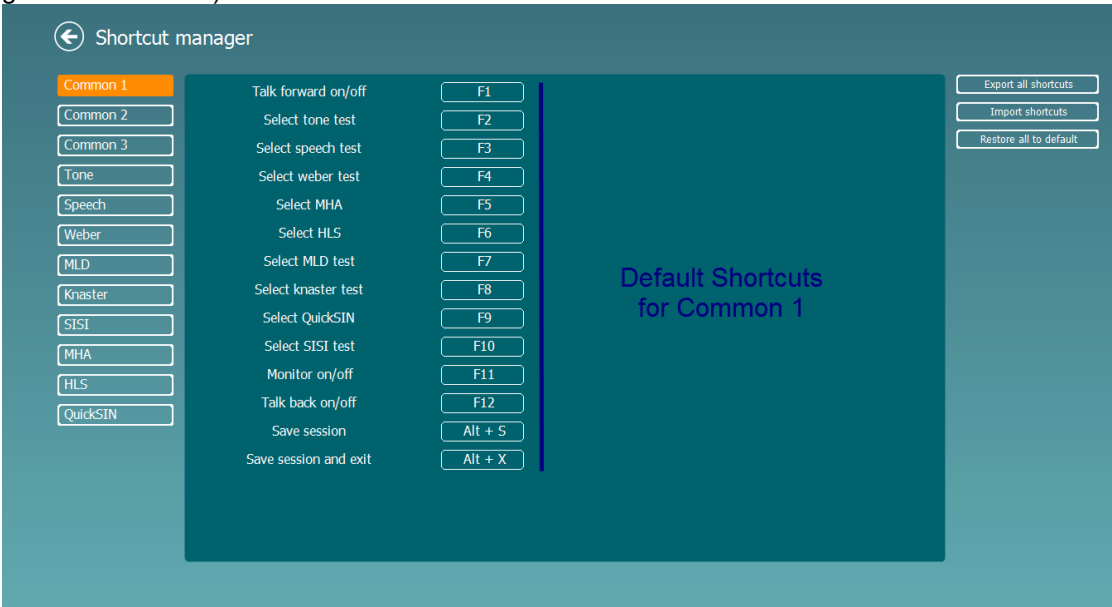 Shortcut manager
Common 1
Common 2
Common 3
Tone
Speech
Weber
MLD
Knaster
SISI
MHA
HLS
QuickSIN
Talk forward on/off F1
Select tone test F2
Select speech test F3
Select weber test F4
Select MHA F5
Select HLS F6
Select MLD test F7
Select knaster test F8
Select QuickSIN F9
Select SISI test F10
Monitor on/off F11
Talk back on/off F12
Save session Alt + S
Save session and exit Alt + X
Default Shortcuts
for Common 1
Export all shortcuts
Import shortcuts
Restore all to default